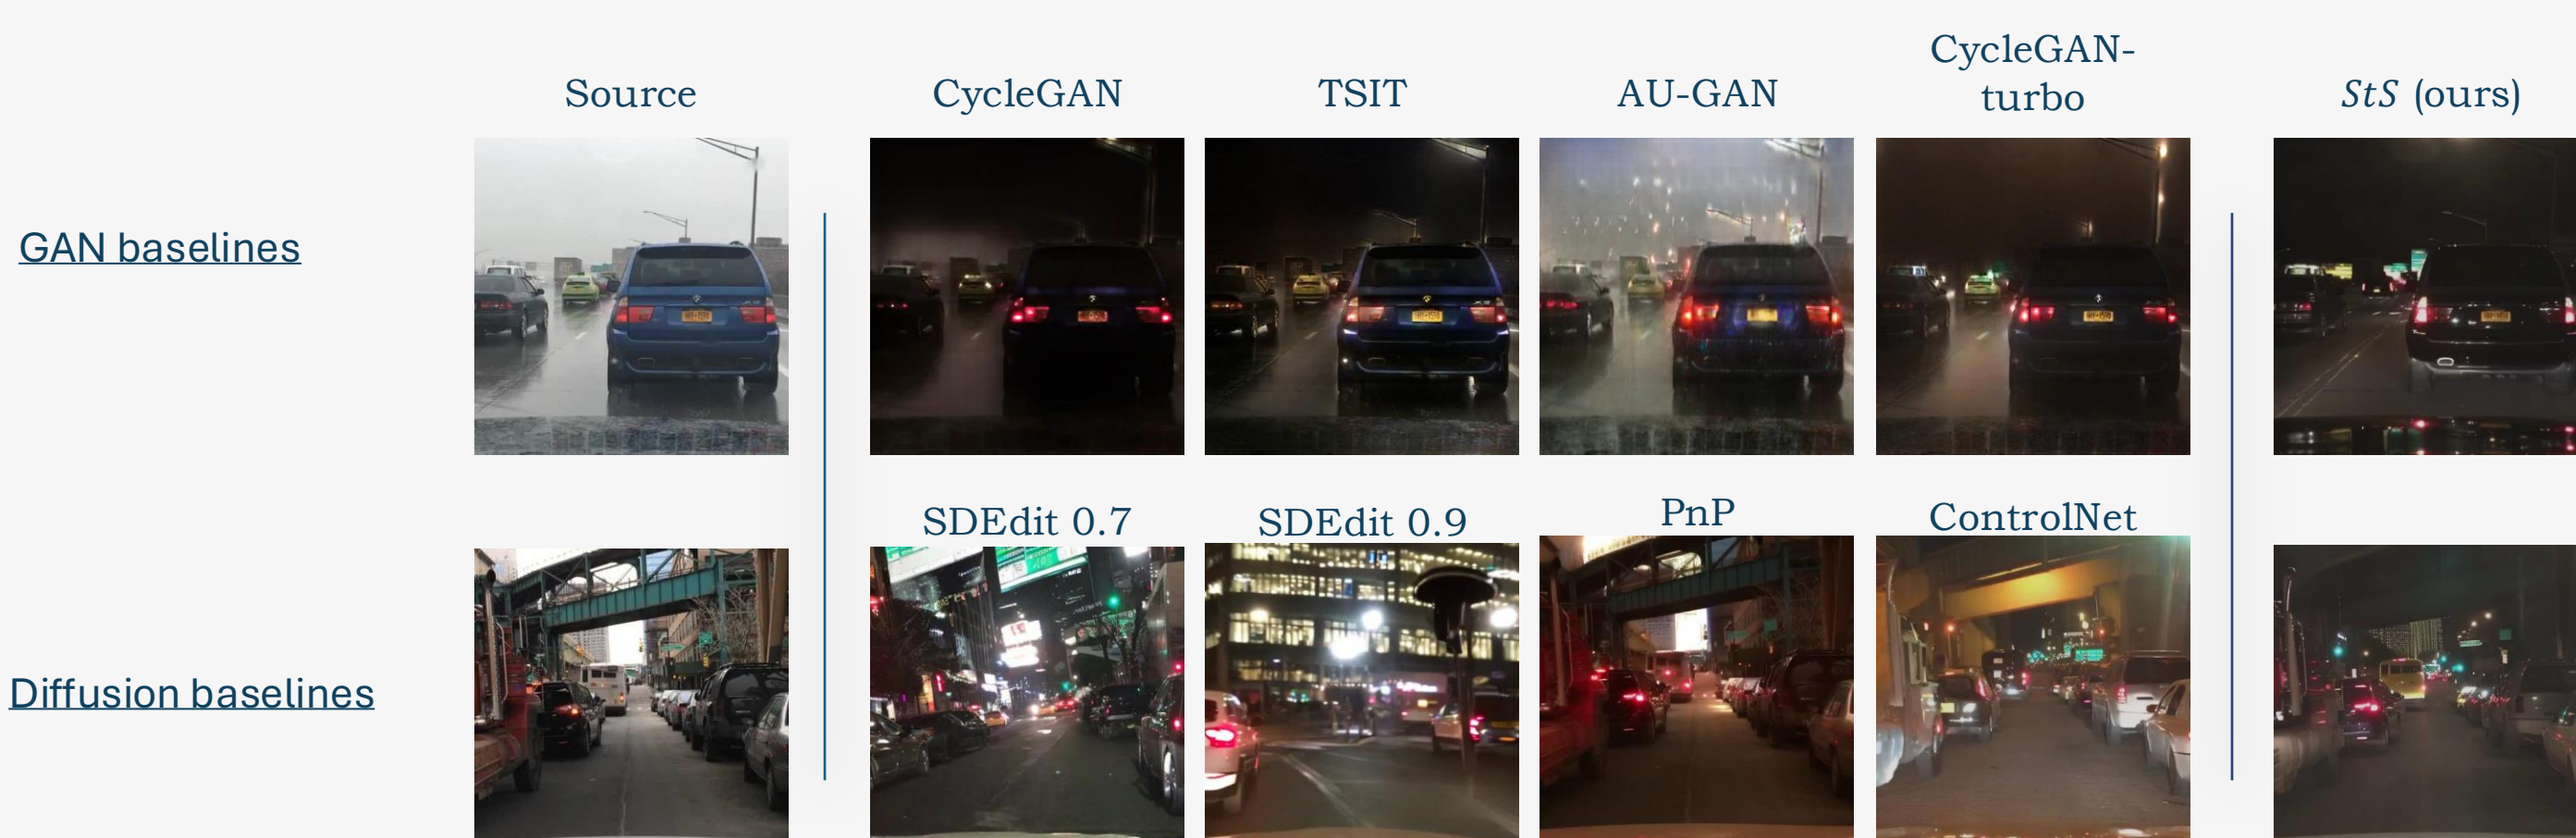 Source
CycleGAN
TSIT
AU-GAN
CycleGAN-
turbo
StS (ours)
GAN baselines
SDEdit 0.7
SDEdit 0.9
PnP
ControlNet
Diffusion baselines